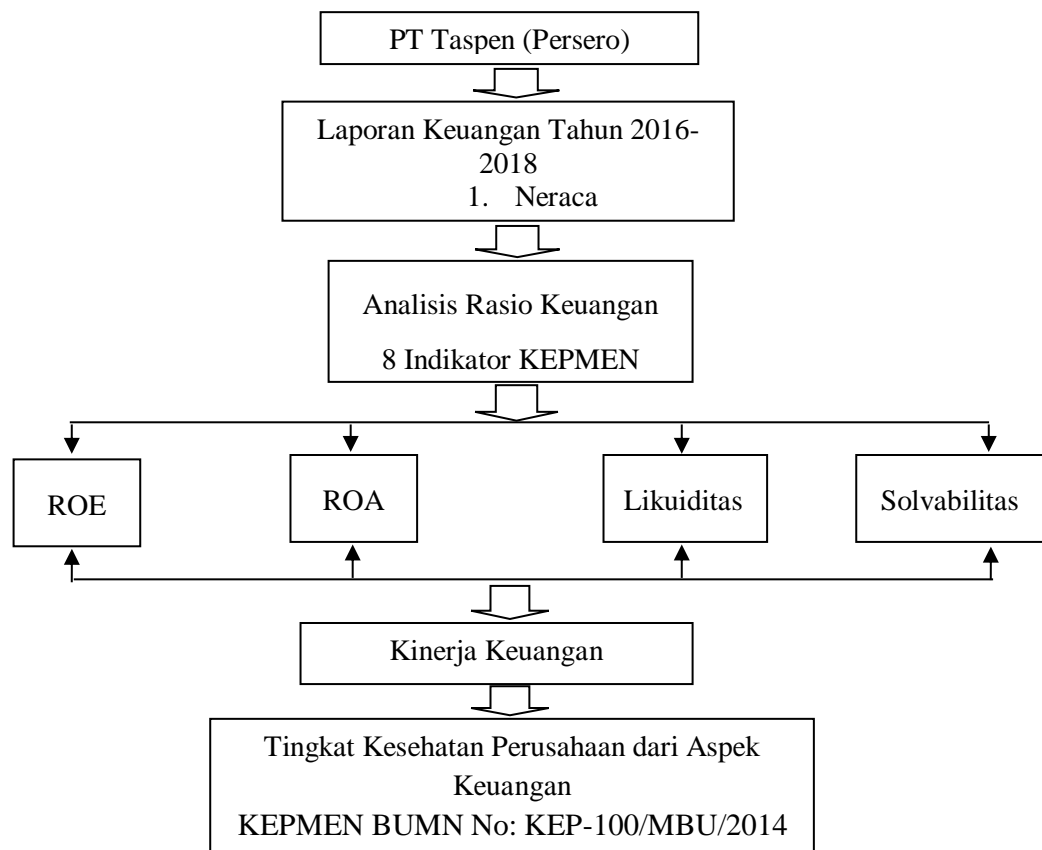 PT Taspen (Persero)
Laporan Keuangan Tahun 2016-
2018
1. Neraca
Analisis Rasio Keuangan
8 Indikator KEPMEN
ROE
ROA
Likuiditas
Solvabilitas
Kinerja Keuangan
Tingkat Kesehatan Perusahaan dari Aspek
Keuangan
KEPMEN BUMN No: KEP-100/MBU/2014